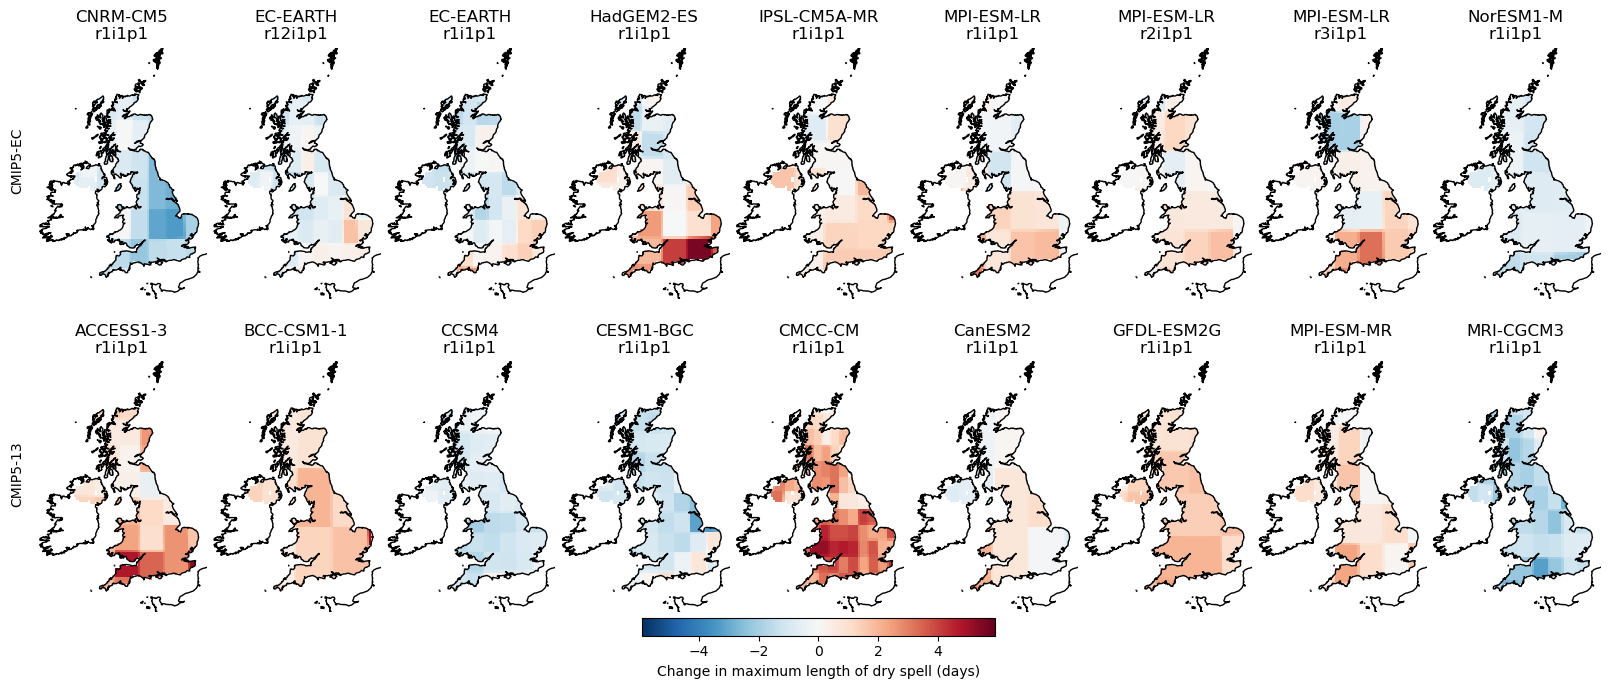 CNRM-CM5 EC-EARTH EC-EARTH HadGEM2-ES IPSL-CM5A-MR MPI-ESM-LR MPI-ESM-LR MPI-ESM-LR NorESM1-M
r1i1p1 r12i1p1 r1i1p1 r1i1p1 r1i1p1 r1i1p1 r2i1p1 r3i1p1 r1i1p1
CMIP5-EC
ACCESS1-3 BCC-CSM1-1 CCSM4 CESM1-BGC CMCC-CM CanESM2 GFDL-ESM2G MPI-ESM-MR MRI-CGCM3
r1i1p1 r1i1p1 r1i1p1 r1i1p1 r1i1p1 r1i1p1 r1i1p1 r1i1p1 r1i1p1
CMIP5-13
−4 −2 0 2 4
Change in maximum length of dry spell (days)